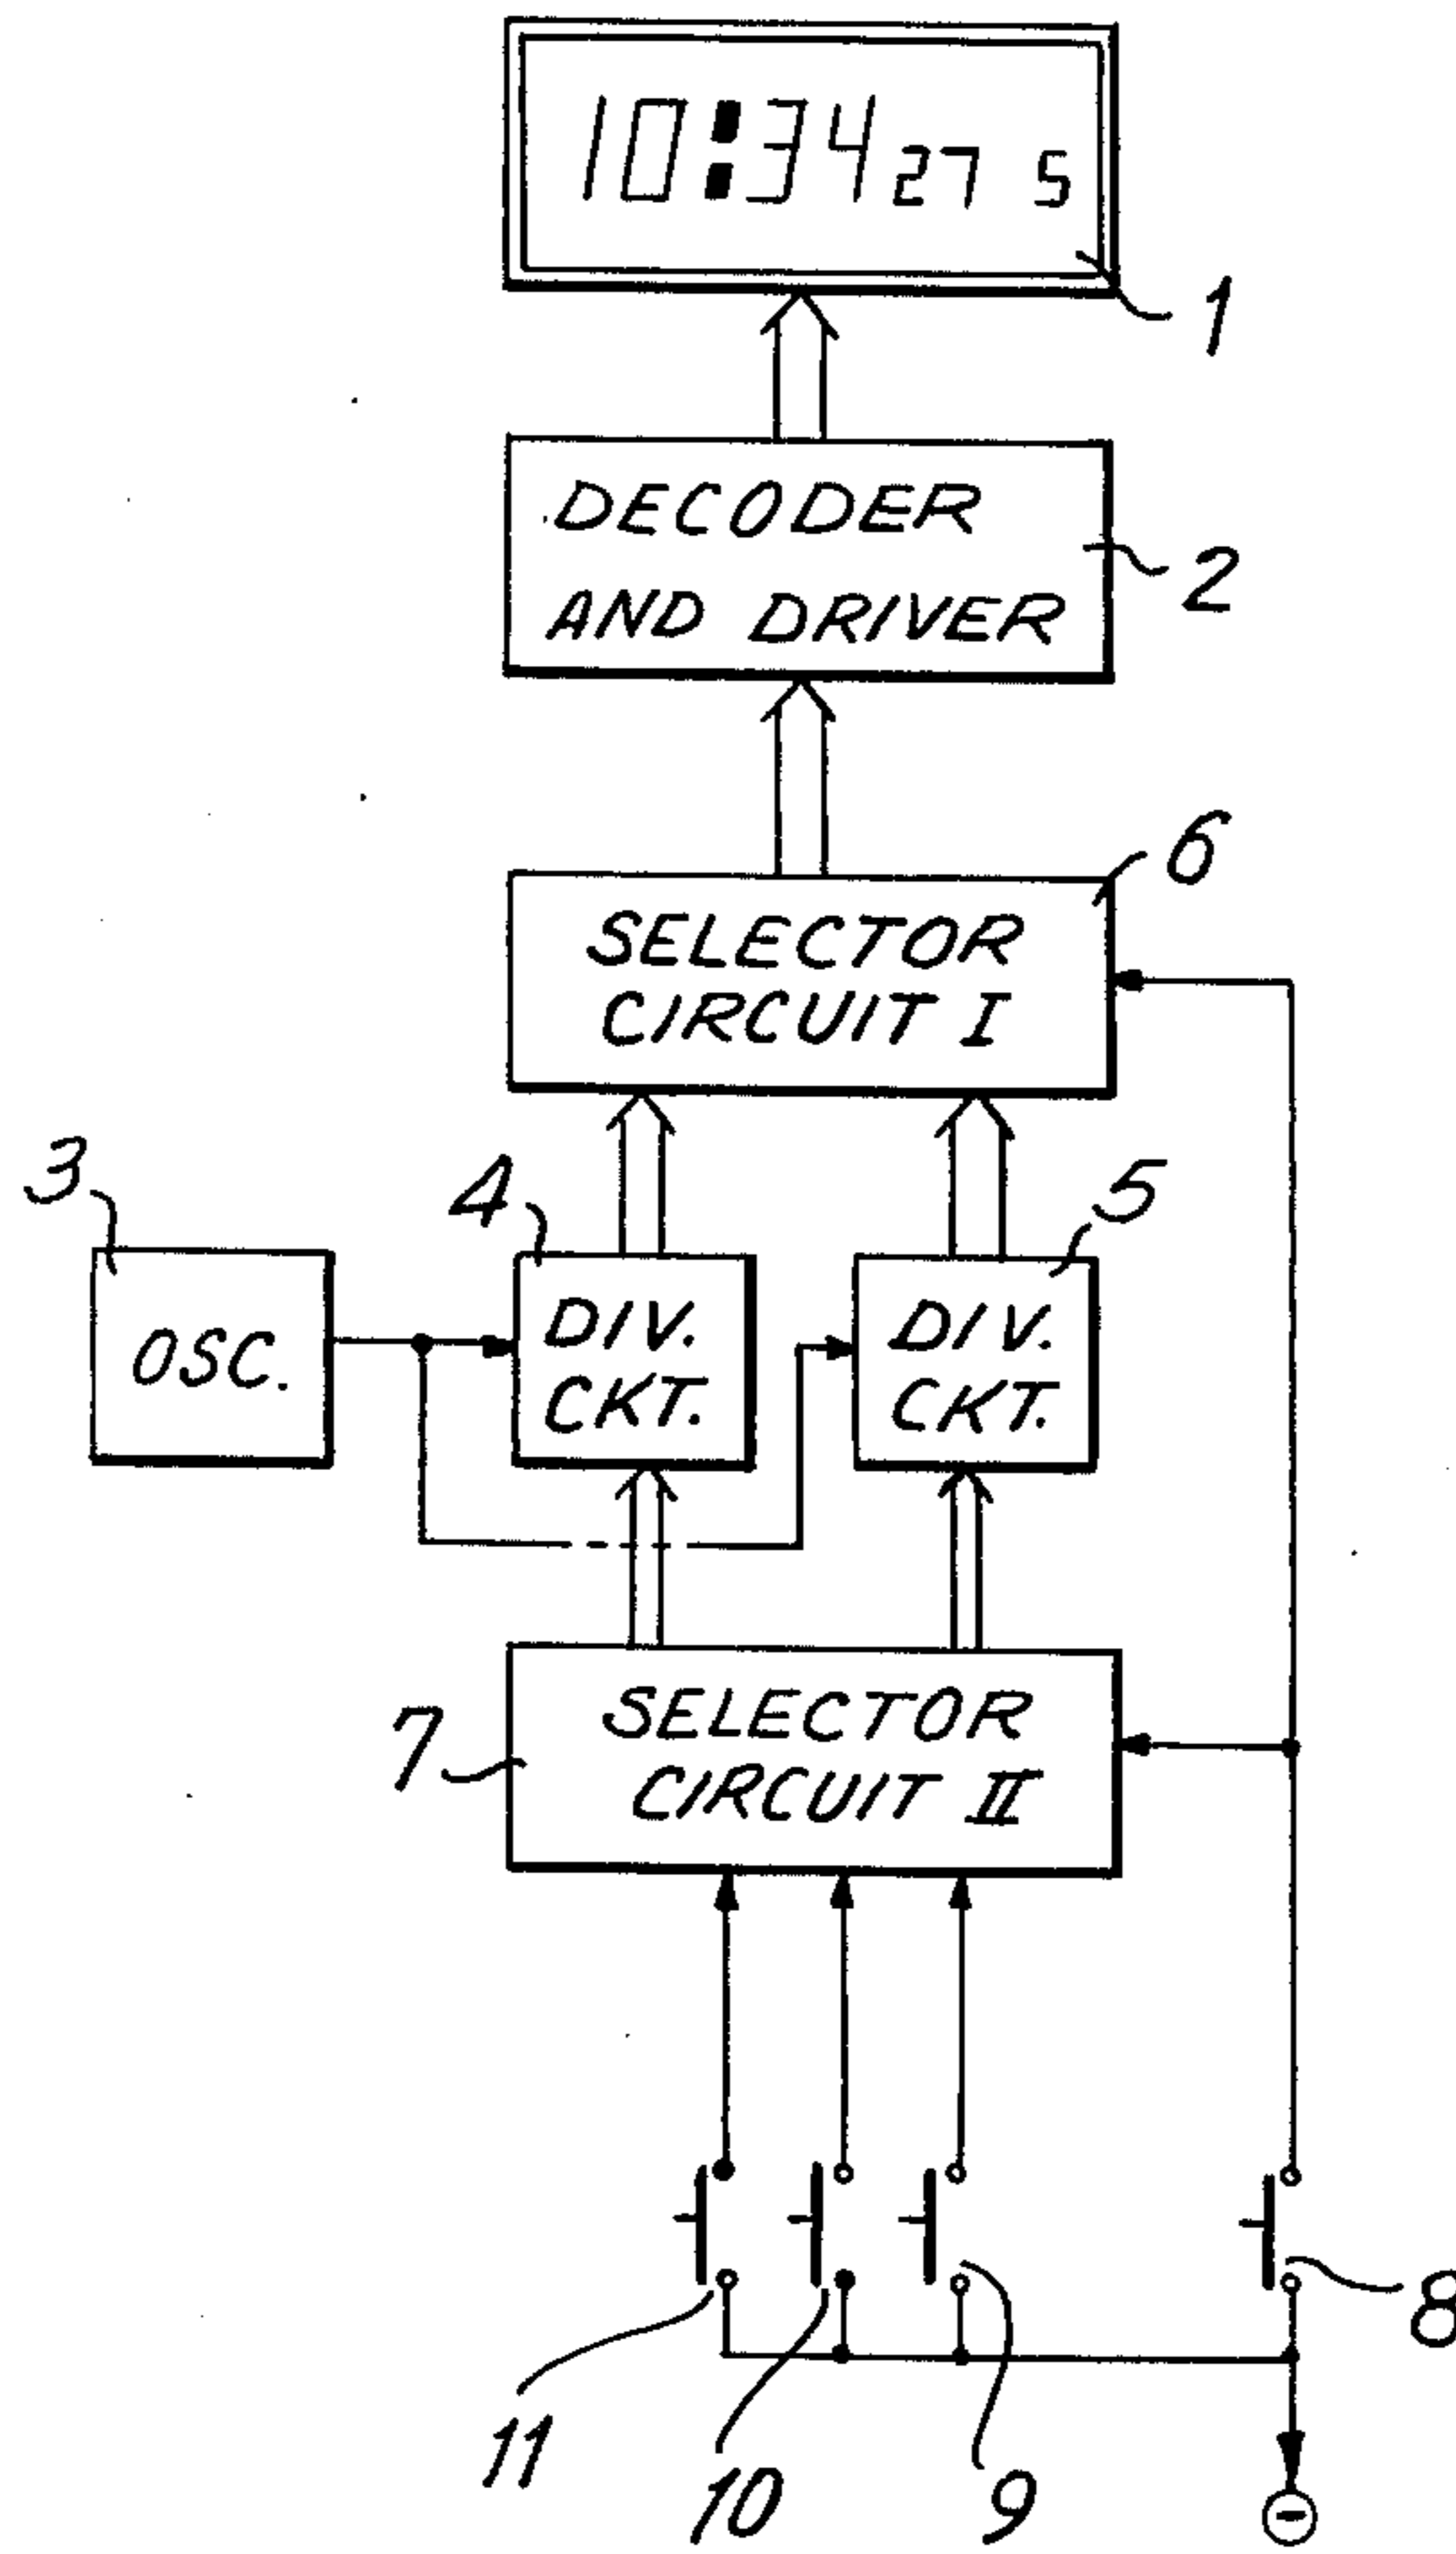 10:34 27 5
1
DECODER
AND DRIVER
2
6
SELECTOR
CIRCUIT I
3
4
5
OSC.
DIV.
CKT.
DIV.
CKT.
7
SELECTOR
CIRCUIT II
8
11
10
9
-